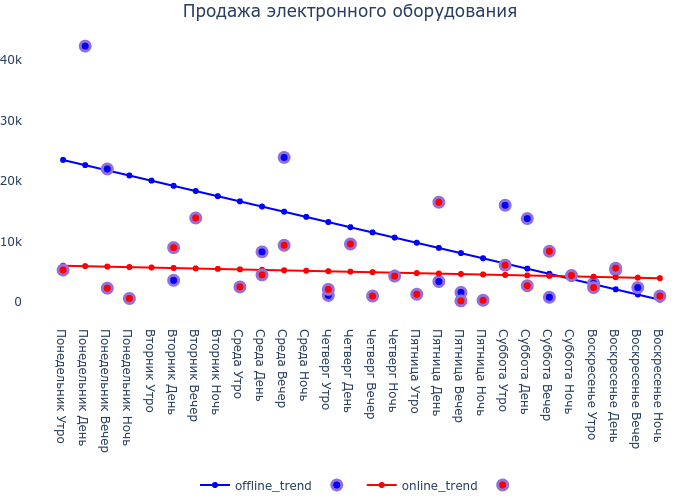 Продажа электронного оборудования
40k
30k
20k
10k
0
Понедельник Утро
Понедельник День
Понедельник Вечер
Понедельник Ночь
Вторник Утро
Вторник День
Вторник Вечер
Вторник Ночь
Среда Утро
Среда День
Среда Вечер
Среда Ночь
Четверг Утро
Четверг День
Четверг Вечер
Четверг Ночь
Пятница Утро
Пятница День
Пятница Вечер
Пятница Ночь
Суббота Утро
Суббота День
Суббота Вечер
Суббота Ночь
Воскресенье Утро
Воскресенье День
Воскресенье Вечер
Воскресенье Ночь
offline_trend
online_trend